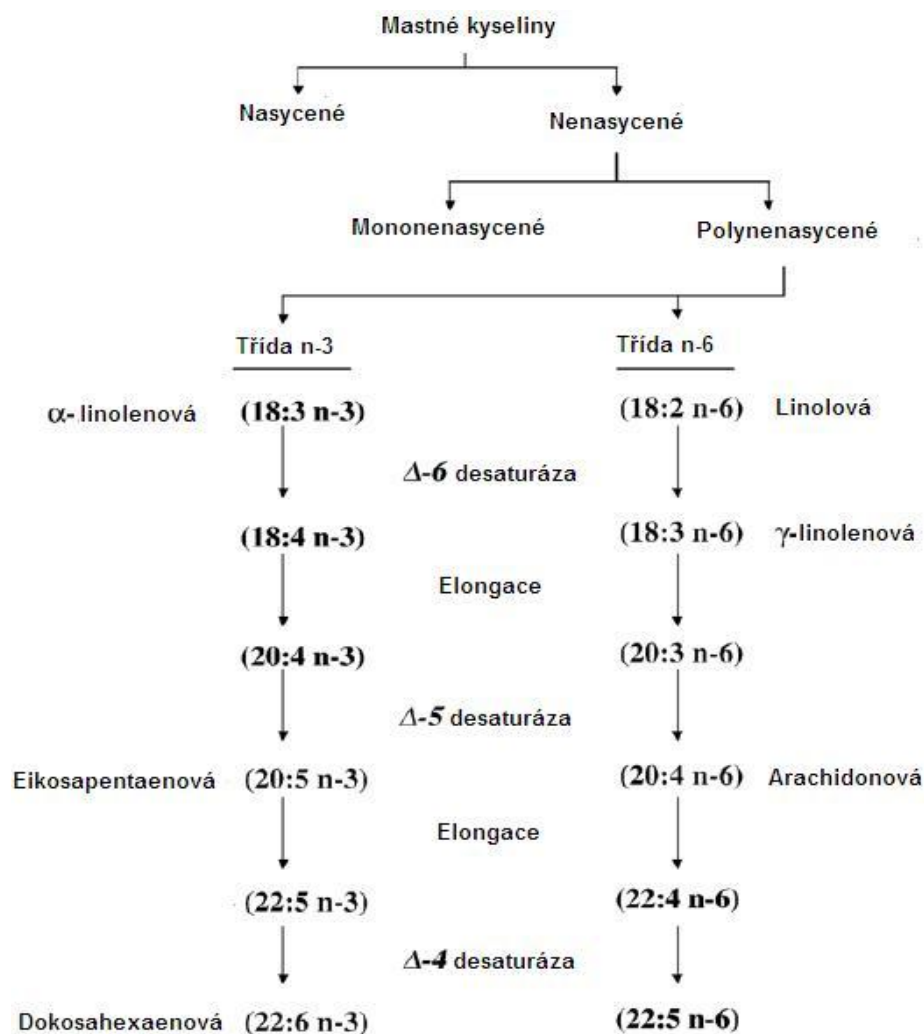 Mastné kyseliny
Nasycené Nenasycené
Mononenasycené Polynenasycené
Třída n-3 Třída n-6
α- linolenová (18:3 n-3) (18:2 n-6) Linolová
Δ-6 desaturáza
(18:4 n-3) (18:3 n-6) γ-linolenová
Elongace
(20:4 n-3) (20:3 n-6)
Δ-5 desaturáza
Eikosapentaenová (20:5 n-3) (20:4 n-6) Arachidonová
Elongace
(22:5 n-3) (22:4 n-6)
Δ-4 desaturáza
Dokosahexaenová (22:6 n-3) (22:5 n-6)